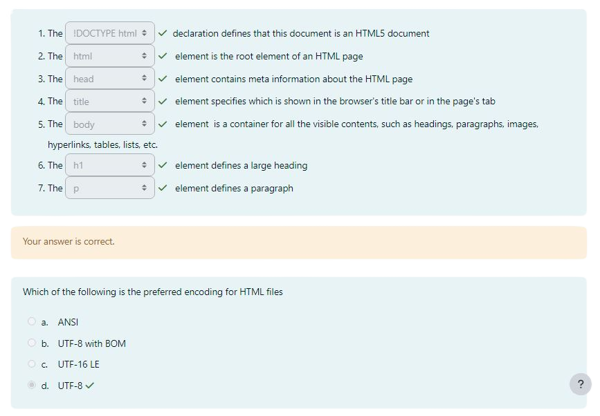 1. The !DOCTYPE html declaration defines that this document is an HTML5 document
2. The html element is the root element of an HTML page
3. The head element contains meta information about the HTML page
4. The title element specifies which is shown in the browser's title bar or in the page's tab
5. The body element is a container for all the visible contents, such as headings, paragraphs, images,
hyperlinks, tables, lists, etc.
6. The h1 element defines a large heading
7. The p element defines a paragraph
Your answer is correct.
Which of the following is the preferred encoding for HTML files
a. ANSI
b. UTF-8 with BOM
c. UTF-16 LE
d. UTF-8
?